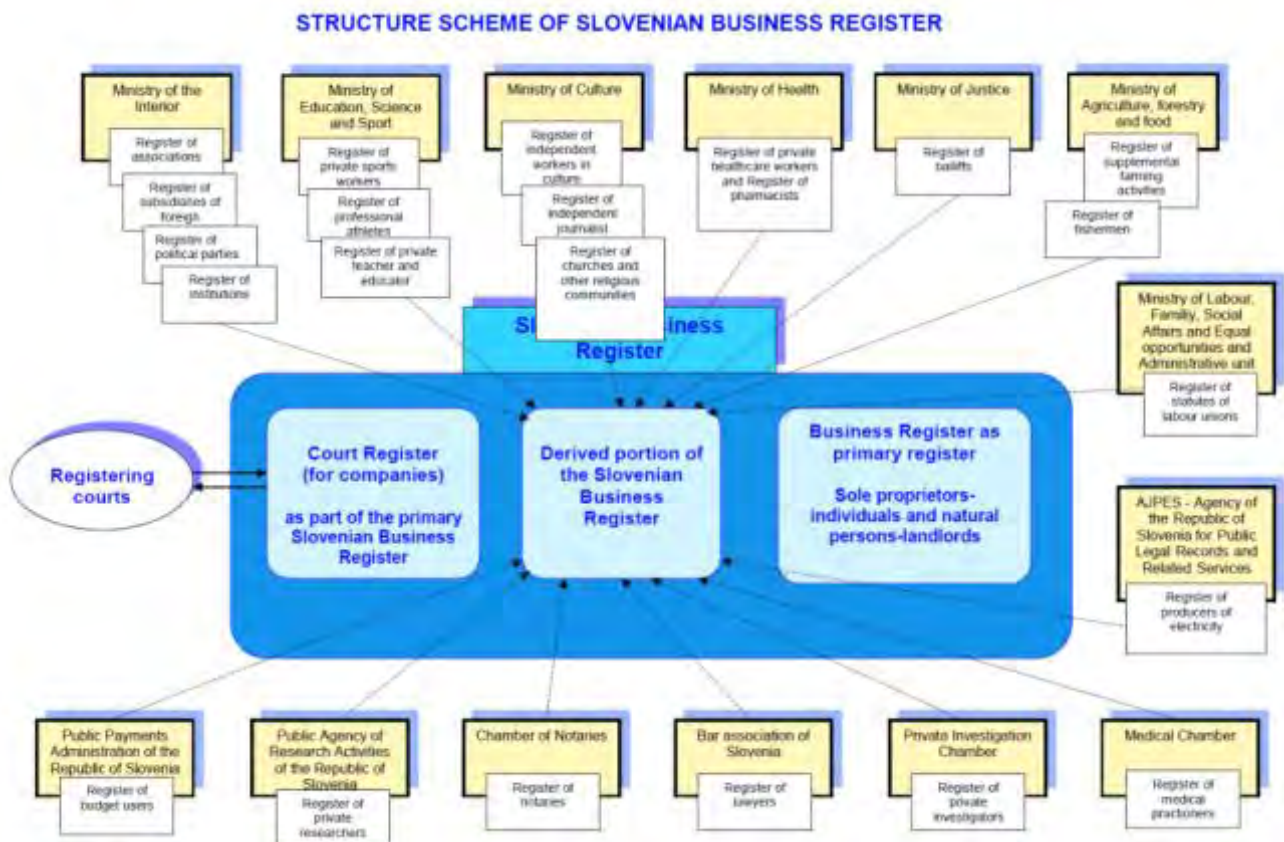 STRUCTURE SCHEME OF SLOVENIAN BUSINESS REGISTER
Ministry of the
Interior
Register of
associations
Register of
subsidiaries of
foreign
Register of
political parties
Register of
institutions
Ministry of
Education, Science
and Sport
Register of
private sports
workers
Register of
professional
athletes
Register of private
teacher and
educator
Ministry of Culture
Register of
independent
workers in
culture
Register of
independent
journalist
Register of
churches and
other religious
communities
Ministry of Health
Register of private
healthcare workers
and Register of
pharmacists
Ministry of Justice
Register of
bailiffs
Ministry of
Agriculture, forestry
and food
Register of
supplemental
farming
activities
Register of
fishermen
Ministry of Labour,
Familiy, Social
Affairs and Equal
opportunities and
Administrative unit
Register of
statutes of
labour unions
Register
Registering
courts
Court Register
(for companies)
as part of the primary
Slovenian Business
Register
Derived portion of
the Slovenian
Business
Register
Business Register as
primary register
Sole proprietors-
individuals and natural
persons-landlords
AJPES - Agency of
the Republic of
Slovenia for Public
Legal Records and
Related Services
Register of
producers of
electricity
Public Payments
Administration of the
Republic of Slovenia
Register of
budget users
Public Agency of
Research Activities
of the Republic of
Slovenia
Register of
private
researchers
Chamber of Notaries
Register of
notaries
Bar association of
Slovenia
Register of
lawyers
Private Investigation
Chamber
Register of
private
investigators
Medical Chamber
Register of
medical
practioners